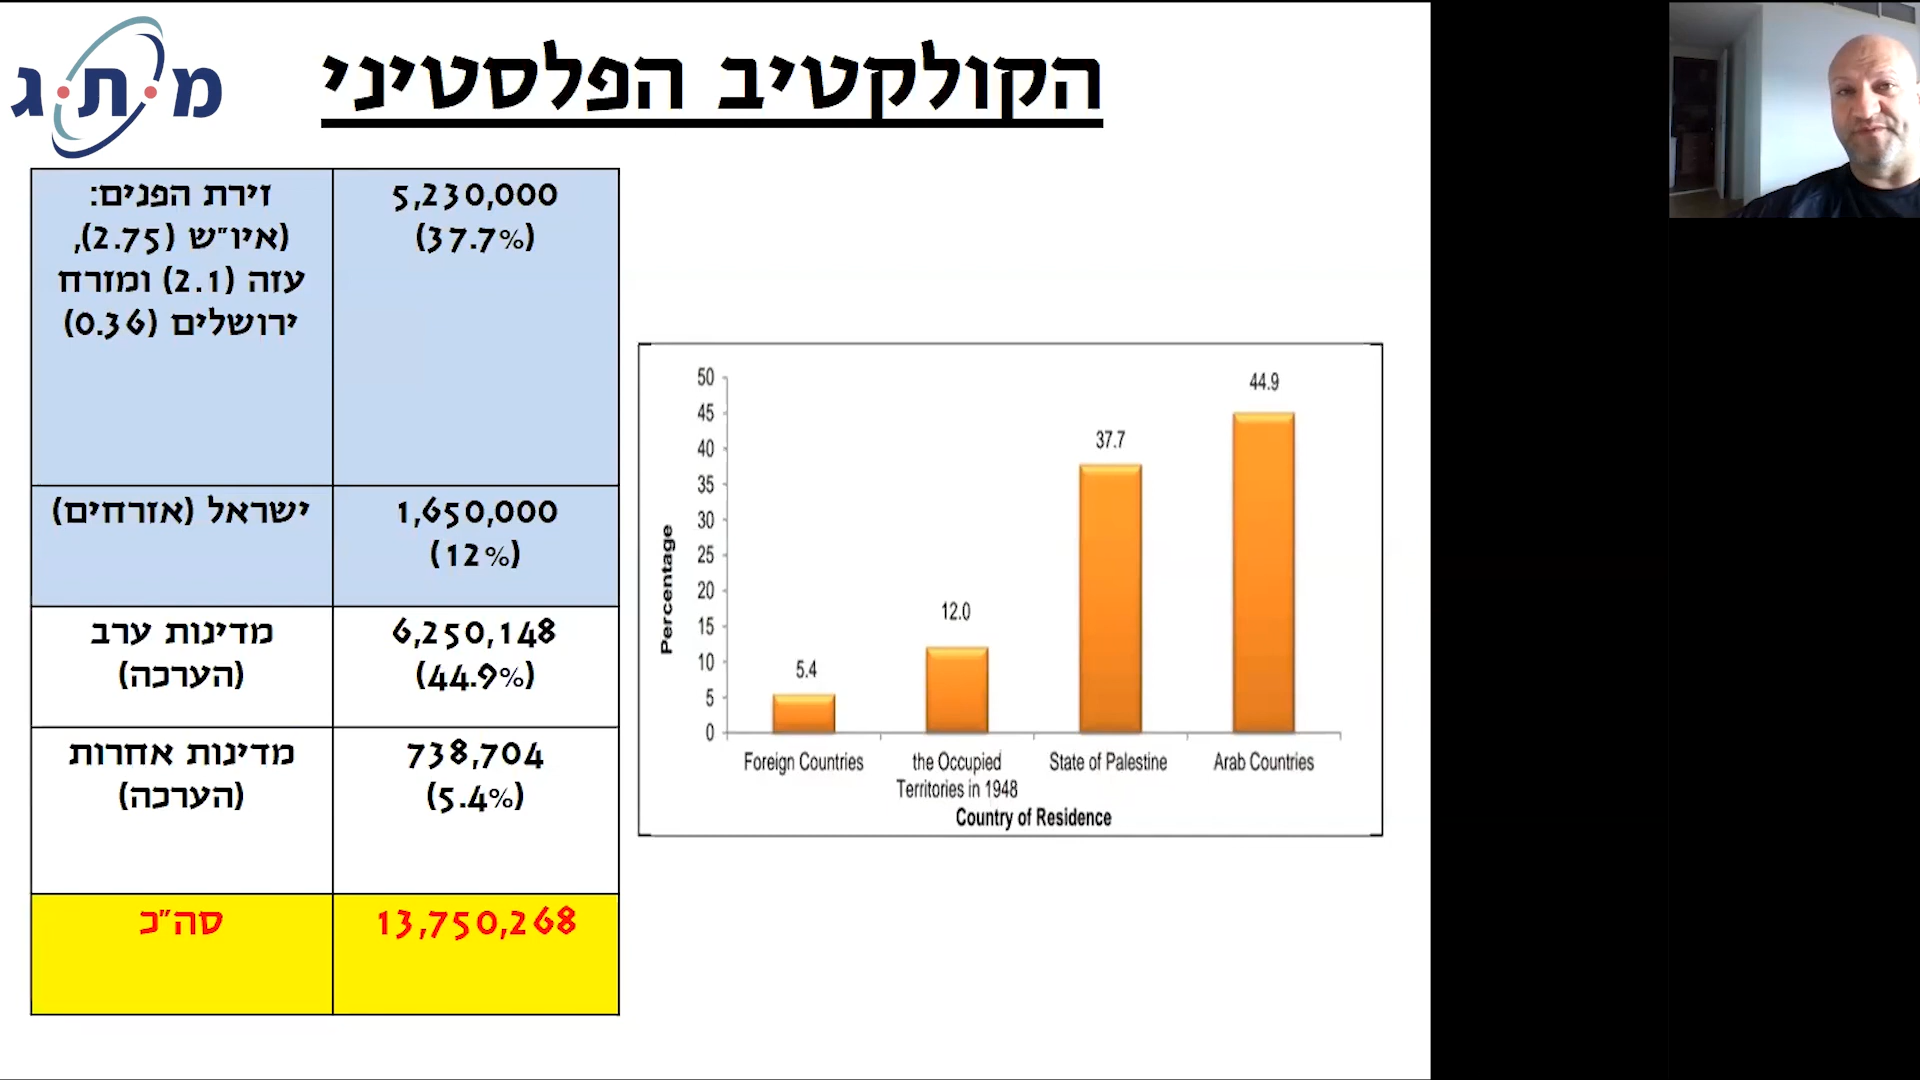 מ.ת.ג
הקולקטיב הפלסטיני
זירת הפנים:
(איו"ש (2.75),
עזה (2.1) ומזרח
ירושלים (0.36)
5,230,000
(37.7%)
ישראל (אזרחים)
1,650,000
(12%)
מדינות ערב
(הערכה)
6,250,148
(44.9%)
מדינות אחרות
(הערכה)
738,704
(5.4%)
סה"כ
13,750,268
Percentage
50
45
40
35
30
25
20
15
10
5
0
5.4
12.0
37.7
44.9
Foreign Countries
the Occupied
Territories in 1948
State of Palestine
Arab Countries
Country of Residence